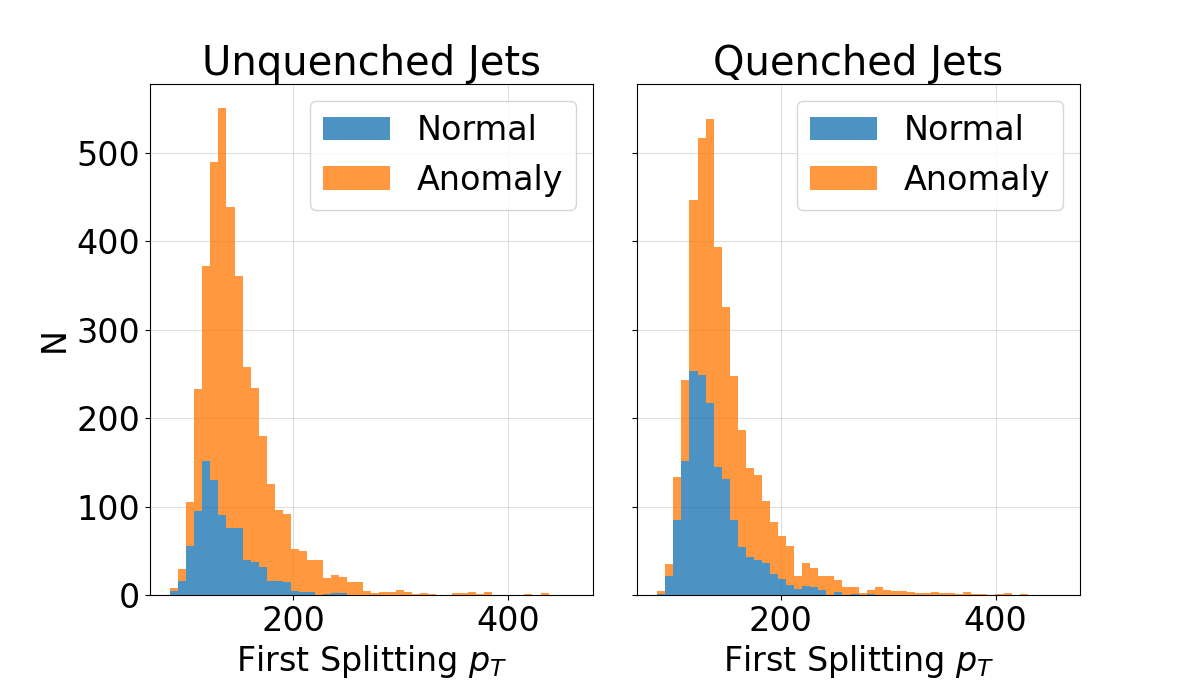 Unquenched Jets
Normal
Anomaly
N
500
400
300
200
100
0
200 400
First Splitting p_T
Quenched Jets
Normal
Anomaly
200 400
First Splitting p_T